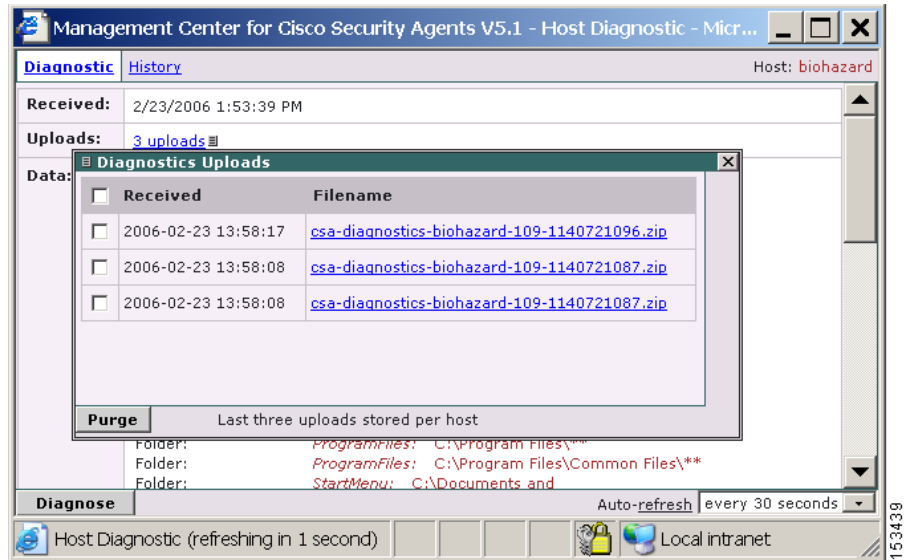 Management Center for Cisco Security Agents V5.1 - Host Diagnostic - Micr...
Diagnostic History Host: biohazard
Received: 2/23/2006 1:53:39 PM
Uploads: 3 uploads
Data:
Diagnostics Uploads
Received Filename
2006-02-23 13:58:17 csa-diagnostics-biohazard-109-1140721096.zip
2006-02-23 13:58:08 csa-diagnostics-biohazard-109-1140721087.zip
2006-02-23 13:58:08 csa-diagnostics-biohazard-109-1140721087.zip
Purge Last three uploads stored per host
Folder: ProgramFiles: C:\Program Files\**
Folder: ProgramFiles: C:\Program Files\Common Files\**
Folder: StartMenu: C:\Documents and
Diagnose Auto-refresh every 30 seconds
Host Diagnostic (refreshing in 1 second) Local intranet
153439